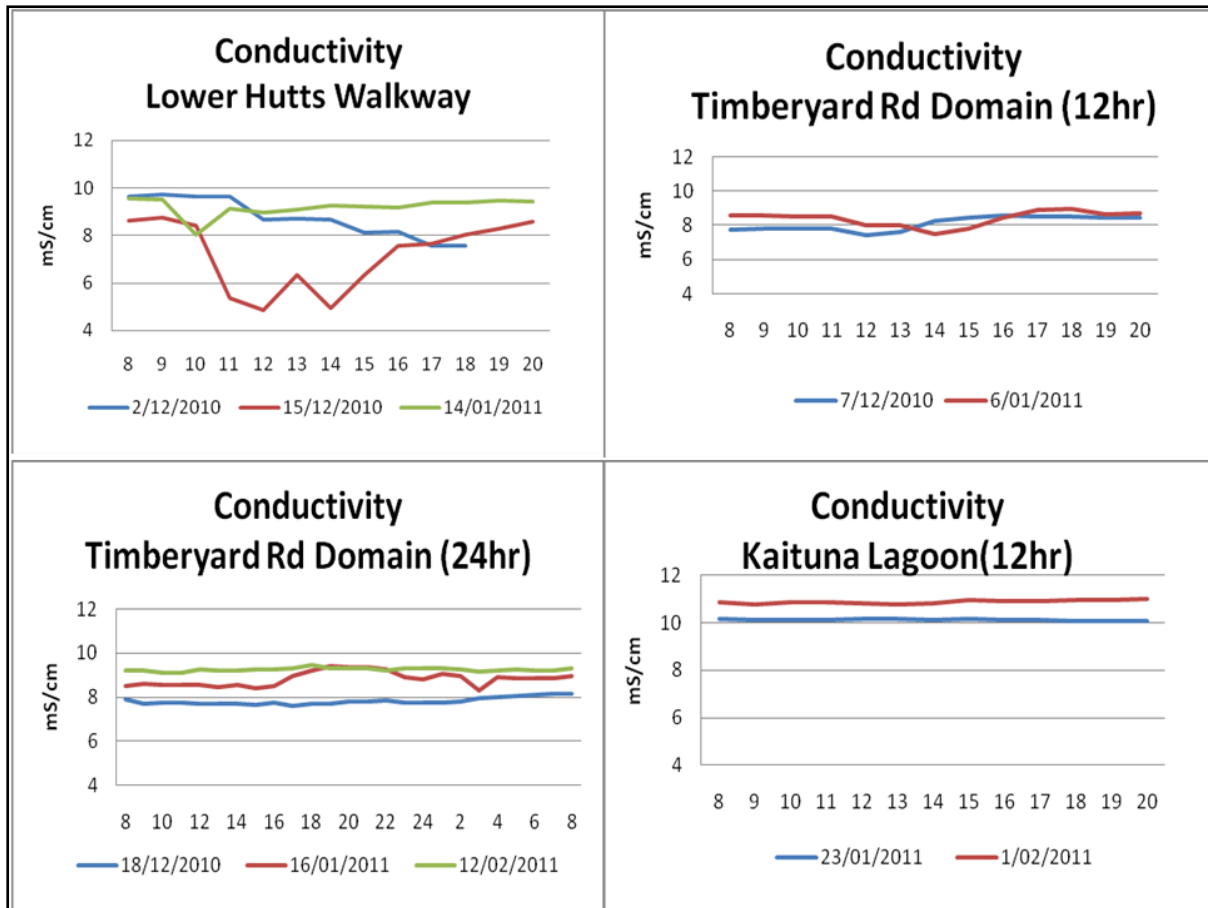 Conductivity
Lower Hutts Walkway
12
10
8
6
4
mS/cm
8 9 10 11 12 13 14 15 16 17 18 19 20
2/12/2010 15/12/2010 14/01/2011
Conductivity
Timberyard Rd Domain (12hr)
12
10
8
6
4
mS/cm
8 9 10 11 12 13 14 15 16 17 18 19 20
7/12/2010 6/01/2011
Conductivity
Timberyard Rd Domain (24hr)
12
10
8
6
4
mS/cm
8 10 12 14 16 18 20 22 24 2 4 6 8
18/12/2010 16/01/2011 12/02/2011
Conductivity
Kaituna Lagoon(12hr)
12
10
8
6
4
mS/cm
8 9 10 11 12 13 14 15 16 17 18 19 20
23/01/2011 1/02/2011